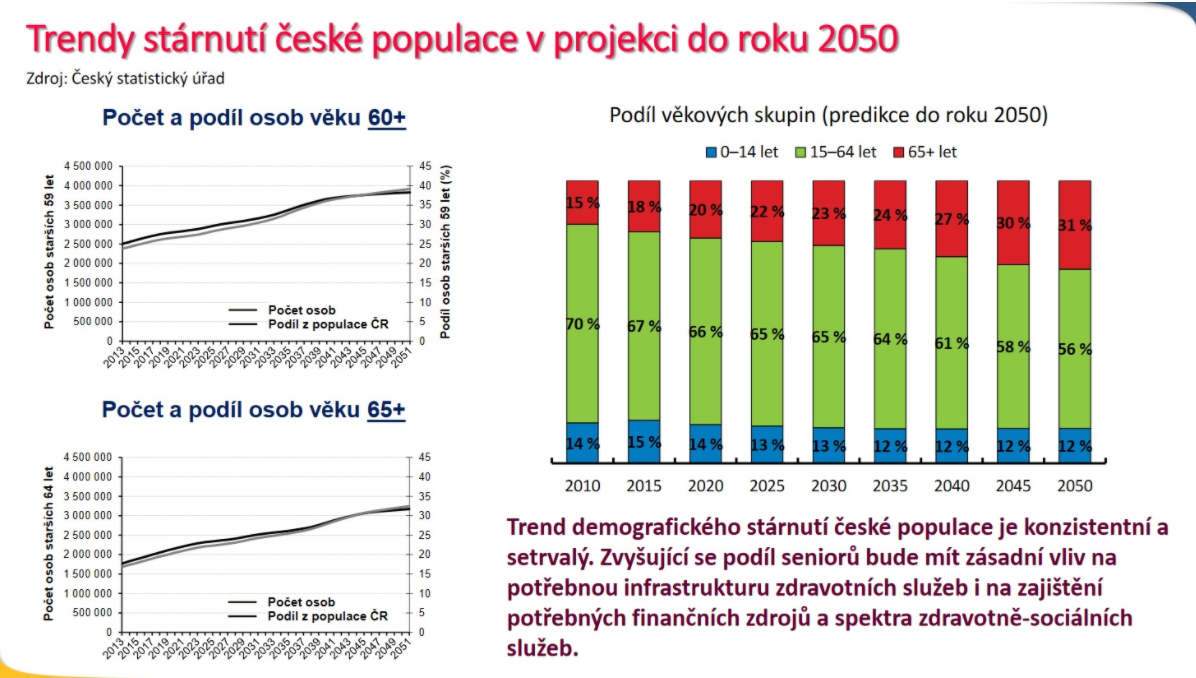 Trendy stárnutí české populace v projekci do roku 2050
Zdroj: Český statistický úřad
Počet a podíl osob věku 60+
4 500 000
4 000 000
3 500 000
3 000 000
2 500 000
2 000 000
1 500 000
1 000 000
500 000
0
Počet osob starších 59 let
45
40
35
30
25
20
15
10
5
0
Podíl osob starších 59 let (%)
Počet osob
Podíl z populace ČR
2013 2015 2017 2019 2021 2023 2025 2027 2029 2031 2033 2035 2037 2039 2041 2043 2045 2047 2049 2051
Počet a podíl osob věku 65+
4 500 000
4 000 000
3 500 000
3 000 000
2 500 000
2 000 000
1 500 000
1 000 000
500 000
0
Počet osob starších 64 let
45
40
35
30
25
20
15
10
5
0
Počet osob
Podíl z populace ČR
2013 2015 2017 2019 2021 2023 2025 2027 2029 2031 2033 2035 2037 2039 2041 2043 2045 2047 2049 2051
Podíl věkových skupin (predikce do roku 2050)
0–14 let 15–64 let 65+ let
15 % 18 % 20 % 22 % 23 % 24 % 27 % 30 % 31 %
70 % 67 % 66 % 65 % 65 % 64 % 61 % 58 % 56 %
14 % 15 % 14 % 13 % 13 % 12 % 12 % 12 % 12 %
2010 2015 2020 2025 2030 2035 2040 2045 2050
Trend demografického stárnutí české populace je konzistentní a
setrvalý. Zvyšující se podíl seniorů bude mít zásadní vliv na
potřebnou infrastrukturu zdravotních služeb i na zajištění
potřebných finančních zdrojů a spektra zdravotně-sociálních
služeb.